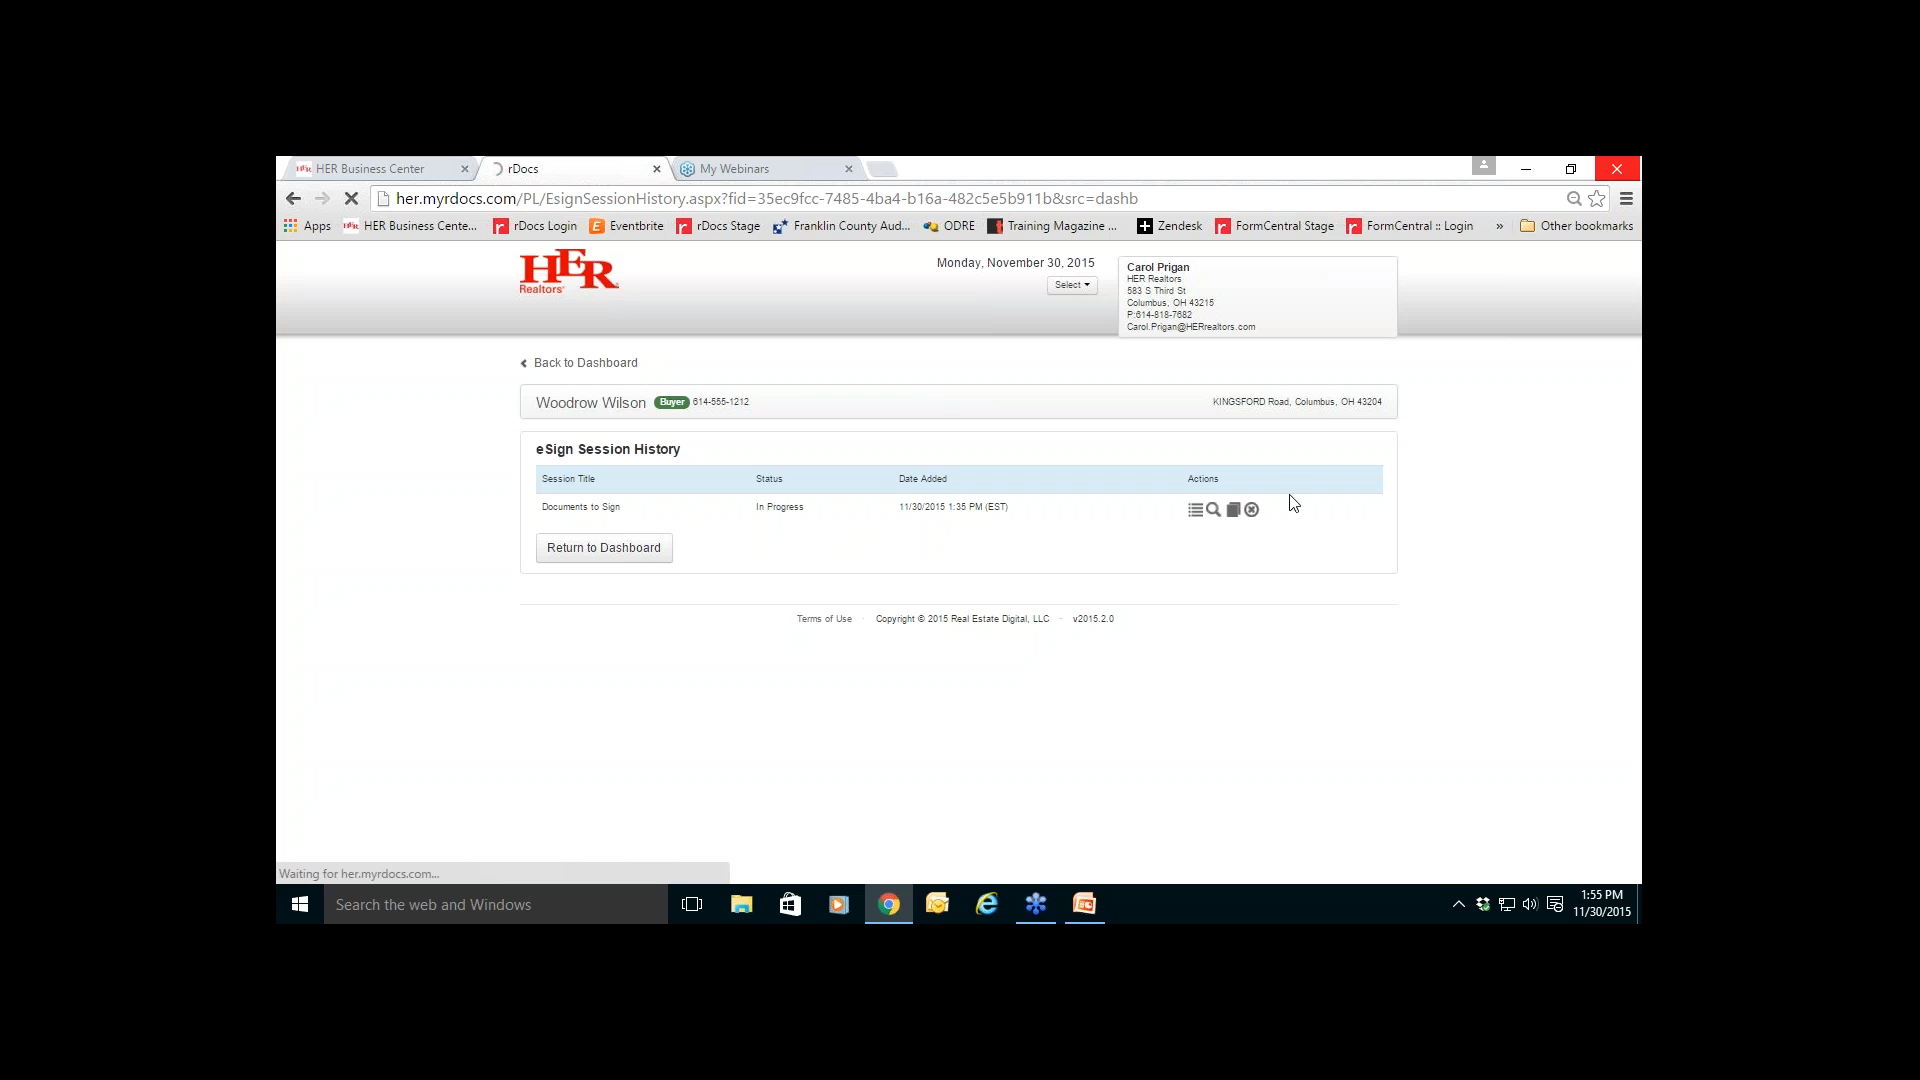 HER Business Center
rDocs
My Webinars
her.myrdocs.com/PL/EsignSessionHistory.aspx?fid=35ec9fcc-7485-4ba4-b16a-482c5e5b911b&src=dashb
Apps HER Business Cente... rDocs Login Eventbrite rDocs Stage Franklin County Aud... ODRE Training Magazine ... Zendesk FormCentral Stage FormCentral :: Login » Other bookmarks
HER
Realtors
Monday, November 30, 2015
Select
Carol Prigan
HER Realtors
583 S Third St
Columbus, OH 43215
P:614-818-7682
Carol.Prigan@HERrealtors.com
Back to Dashboard
Woodrow Wilson Buyer 614-555-1212 KINGSFORD Road, Columbus, OH 43204
eSign Session History
Session Title Status Date Added Actions
Documents to Sign In Progress 11/30/2015 1:35 PM (EST)
Return to Dashboard
Terms of Use · Copyright © 2015 Real Estate Digital, LLC · v2015.2.0
Waiting for her.myrdocs.com...
Search the web and Windows
1:55 PM
11/30/2015